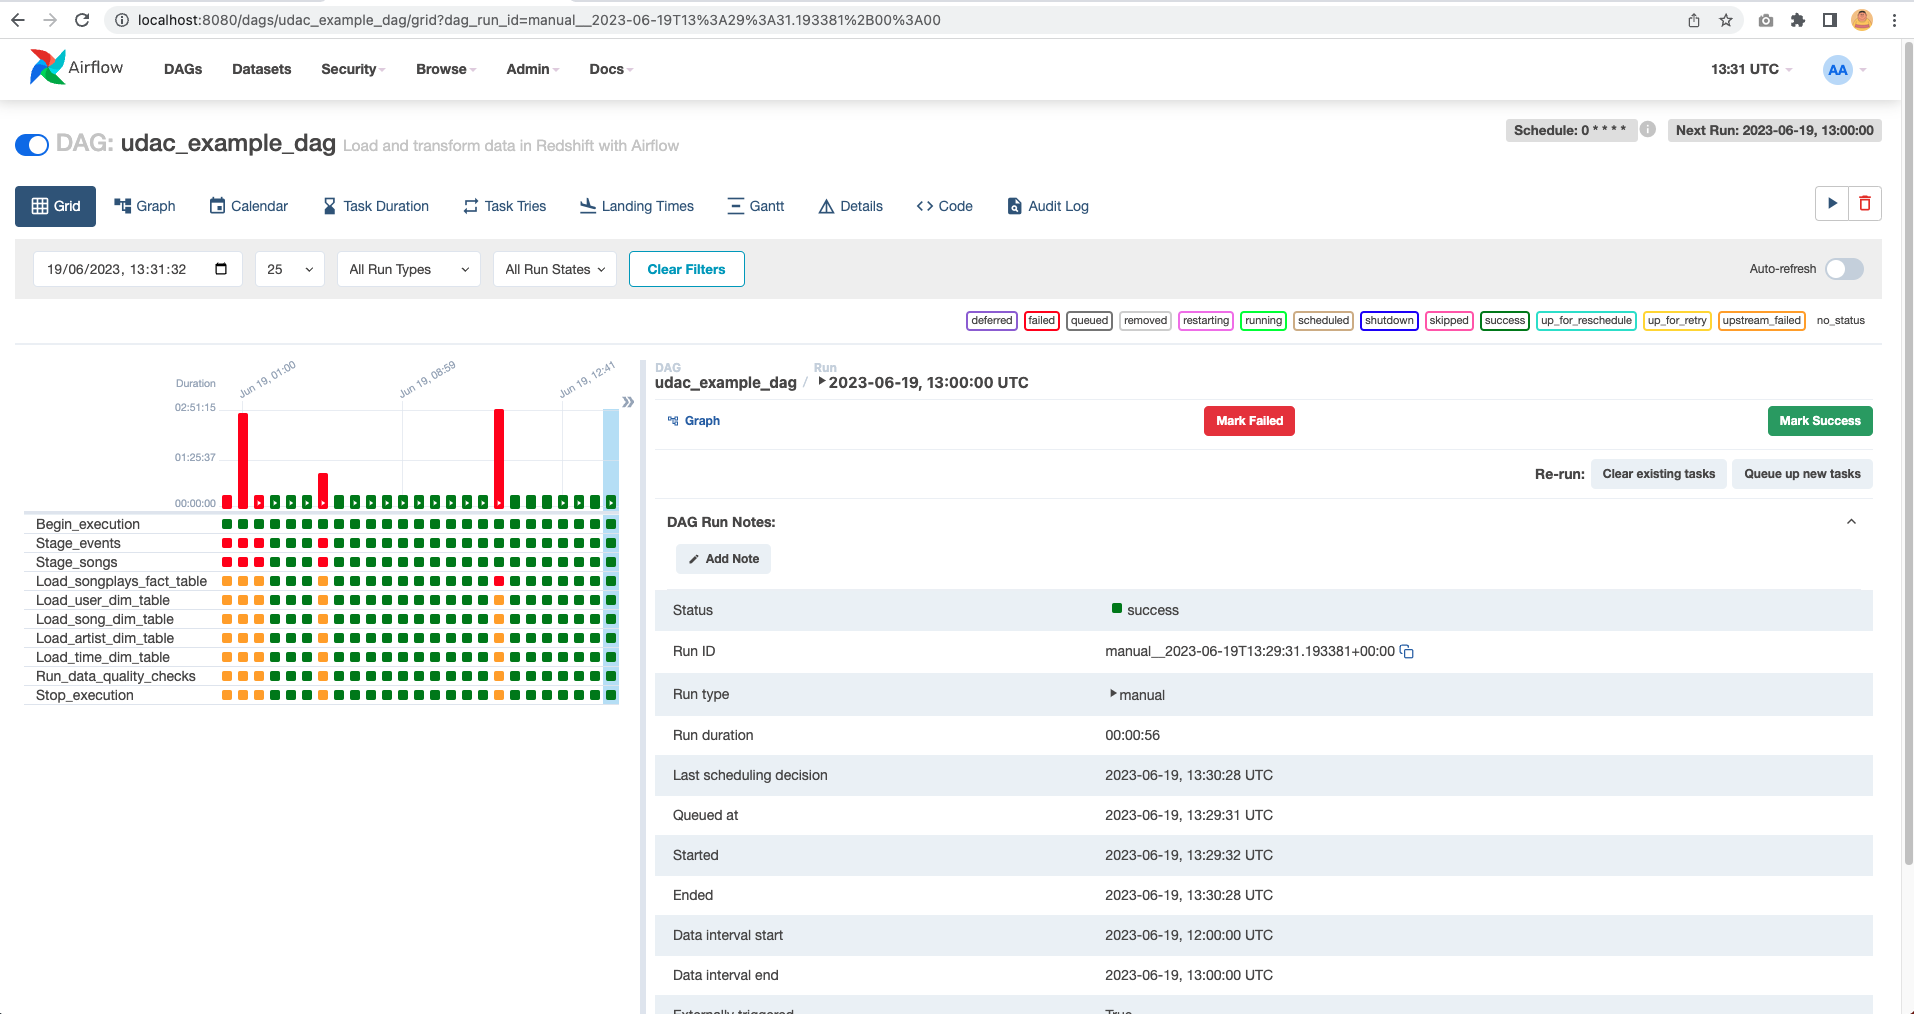 localhost:8080/dags/udac_example_dag/grid?dag_run_id=manual__2023-06-19T13%3A29%3A31.193381%2B00%3A00
Airflow DAGs Datasets Security Browse Admin Docs 13:31 UTC AA
DAG: udac_example_dag Load and transform data in Redshift with Airflow
Schedule: 0 * * * * i Next Run: 2023-06-19, 13:00:00
Grid Graph Calendar Task Duration Task Tries Landing Times Gantt Details Code Audit Log
19/06/2023, 13:31:32 25 All Run Types All Run States Clear Filters Auto-refresh
deferred failed queued removed restarting running scheduled shutdown skipped success up_for_reschedule up_for_retry upstream_failed no_status
Duration
Jun 19, 01:00 Jun 19, 08:59 Jun 19, 12:41
02:51:15
01:25:37
00:00:00
Begin_execution
Stage_events
Stage_songs
Load_songplays_fact_table
Load_user_dim_table
Load_song_dim_table
Load_artist_dim_table
Load_time_dim_table
Run_data_quality_checks
Stop_execution
DAG Run
udac_example_dag / 2023-06-19, 13:00:00 UTC
Graph Mark Failed Mark Success
Re-run: Clear existing tasks Queue up new tasks
DAG Run Notes:
Add Note
Status success
Run ID manual__2023-06-19T13:29:31.193381+00:00
Run type manual
Run duration 00:00:56
Last scheduling decision 2023-06-19, 13:30:28 UTC
Queued at 2023-06-19, 13:29:31 UTC
Started 2023-06-19, 13:29:32 UTC
Ended 2023-06-19, 13:30:28 UTC
Data interval start 2023-06-19, 12:00:00 UTC
Data interval end 2023-06-19, 13:00:00 UTC
Externally triggered True